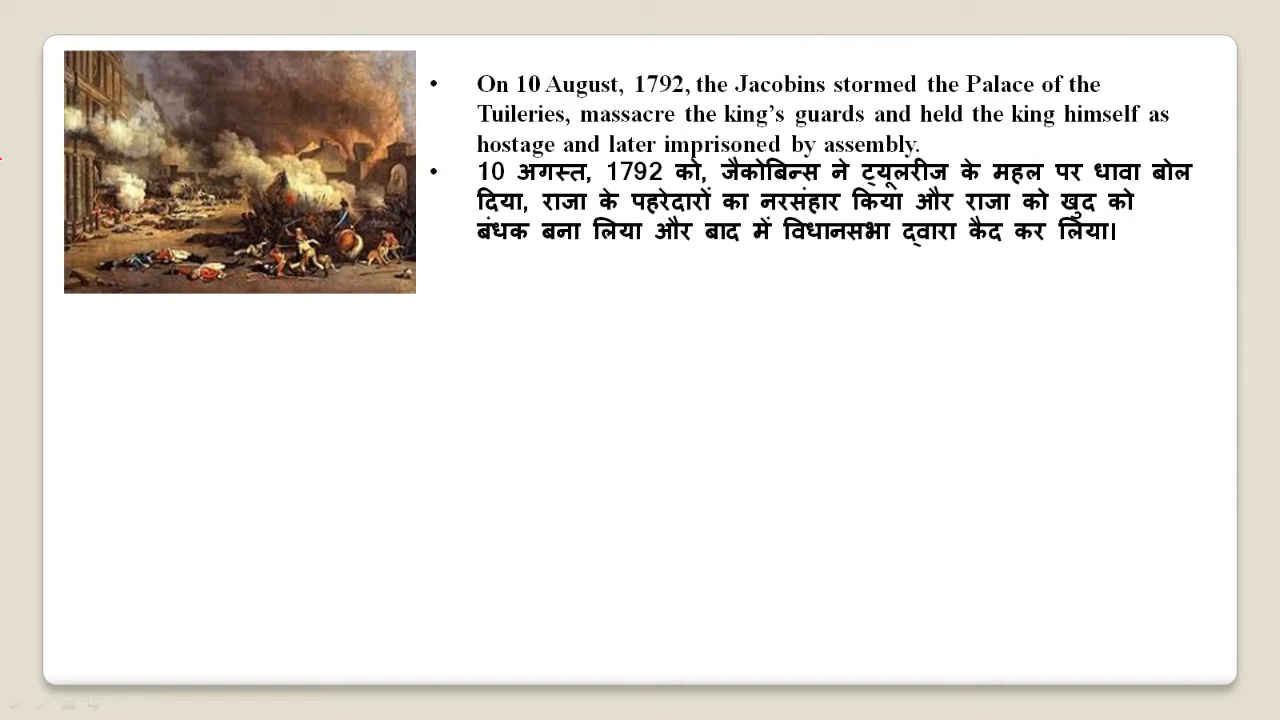 • On 10 August, 1792, the Jacobins stormed the Palace of the
Tuileries, massacre the king’s guards and held the king himself as
hostage and later imprisoned by assembly.
• 10 अगस्त, 1792 को, जैकोबिन्स ने ट्यूलरीज के महल पर धावा बोल
दिया, राजा के पहरेदारों का नरसंहार किया और राजा को खुद को
बंधक बना लिया और बाद में विधानसभा द्वारा कैद कर लिया।